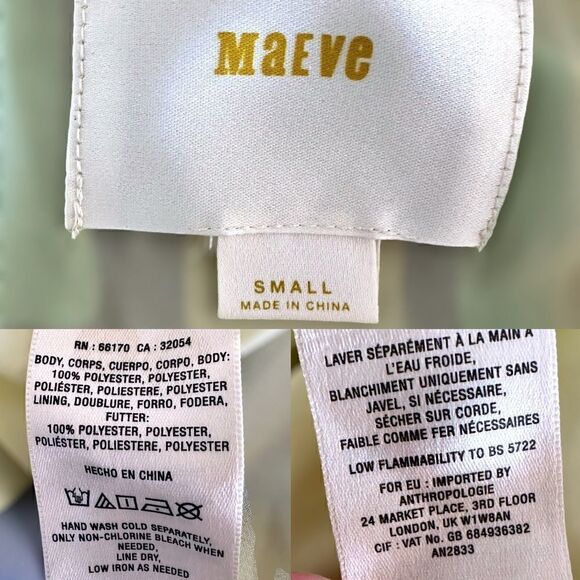 MaEVe
SMALL
MADE IN CHINA
RN : 66170 CA : 32054
BODY, CORPS, CUERPO, CORPO, BODY:
100% POLYESTER, POLYESTER,
POLIÉSTER, POLIESTERE, POLYESTER
LINING, DOUBLURE, FORRO, FODERA,
FUTTER:
100% POLYESTER, POLYESTER,
POLIÉSTER, POLIESTERE, POLYESTER
HECHO EN CHINA
HAND WASH COLD SEPARATELY,
ONLY NON-CHLORINE BLEACH WHEN
NEEDED,
LINE DRY,
LOW IRON AS NEEDED
LAVER SÉPARÉMENT À LA MAIN À
L'EAU FROIDE,
BLANCHIMENT UNIQUEMENT SANS
JAVEL, SI NÉCESSAIRE,
SÉCHER SUR CORDE,
FAIBLE COMME FER NÉCESSAIRES
LOW FLAMMABILITY TO BS 5722
FOR EU : IMPORTED BY
ANTHROPOLOGIE
24 MARKET PLACE, 3RD FLOOR
LONDON, UK W1W8AN
CIF : VAT No. GB 684936382
AN2833